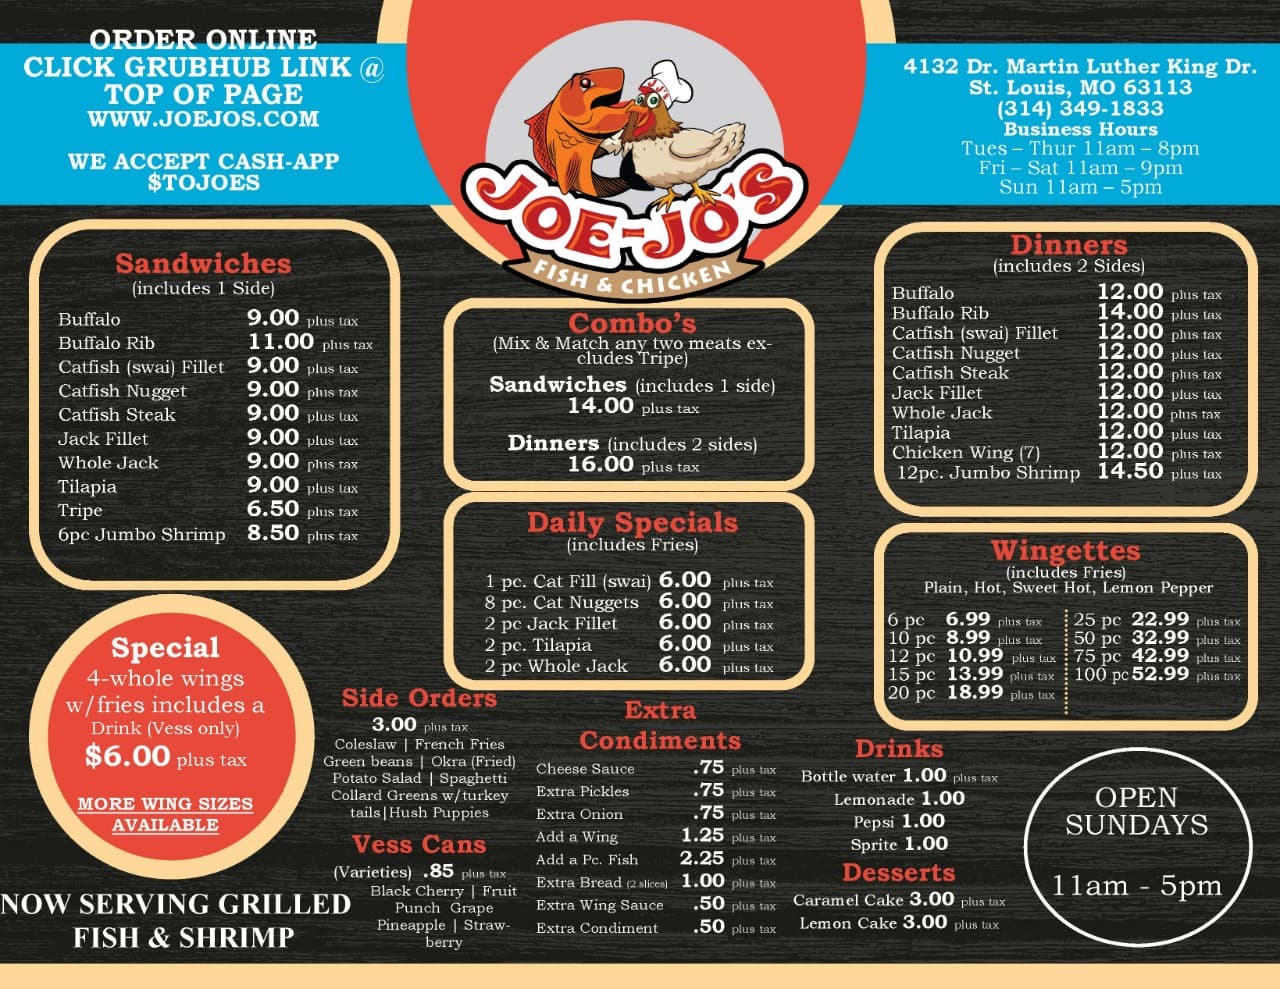 ORDER ONLINE
CLICK GRUBHUB LINK @
TOP OF PAGE
WWW.JOEJOS.COM
WE ACCEPT CASH-APP
$TOJOES
JJ'S
JOE-JO'S
FISH & CHICKEN
4132 Dr. Martin Luther King Dr.
St. Louis, MO 63113
(314) 349-1833
Business Hours
Tues – Thur 11am – 8pm
Fri – Sat 11am – 9pm
Sun 11am – 5pm
Sandwiches
(includes 1 Side)
Buffalo 9.00 plus tax
Buffalo Rib 11.00 plus tax
Catfish (swai) Fillet 9.00 plus tax
Catfish Nugget 9.00 plus tax
Catfish Steak 9.00 plus tax
Jack Fillet 9.00 plus tax
Whole Jack 9.00 plus tax
Tilapia 9.00 plus tax
Tripe 6.50 plus tax
6pc Jumbo Shrimp 8.50 plus tax
Combo's
(Mix & Match any two meats ex-
cludes Tripe)
Sandwiches (includes 1 side)
14.00 plus tax
Dinners (includes 2 sides)
16.00 plus tax
Dinners
(includes 2 Sides)
Buffalo 12.00 plus tax
Buffalo Rib 14.00 plus tax
Catfish (swai) Fillet 12.00 plus tax
Catfish Nugget 12.00 plus tax
Catfish Steak 12.00 plus tax
Jack Fillet 12.00 plus tax
Whole Jack 12.00 plus tax
Tilapia 12.00 plus tax
Chicken Wing (7) 12.00 plus tax
12pc. Jumbo Shrimp 14.50 plus tax
Daily Specials
(includes Fries)
1 pc. Cat Fill (swai) 6.00 plus tax
8 pc. Cat Nuggets 6.00 plus tax
2 pc Jack Fillet 6.00 plus tax
2 pc. Tilapia 6.00 plus tax
2 pc Whole Jack 6.00 plus tax
Wingettes
(includes Fries)
Plain, Hot, Sweet Hot, Lemon Pepper
6 pc 6.99 plus tax
10 pc 8.99 plus tax
12 pc 10.99 plus tax
15 pc 13.99 plus tax
20 pc 18.99 plus tax
25 pc 22.99 plus tax
50 pc 32.99 plus tax
75 pc 42.99 plus tax
100 pc 52.99 plus tax
Special
4-whole wings
w/fries includes a
Drink (Vess only)
$6.00 plus tax
MORE WING SIZES
AVAILABLE
NOW SERVING GRILLED
FISH & SHRIMP
Side Orders
3.00 plus tax
Coleslaw | French Fries
Green beans | Okra (Fried)
Potato Salad | Spaghetti
Collard Greens w/turkey
tails|Hush Puppies
Vess Cans
(Varieties) .85 plus tax
Black Cherry | Fruit
Punch Grape
Pineapple | Straw-
berry
Extra
Condiments
Cheese Sauce .75 plus tax
Extra Pickles .75 plus tax
Extra Onion .75 plus tax
Add a Wing 1.25 plus tax
Add a Pc. Fish 2.25 plus tax
Extra Bread (2 slices) 1.00 plus tax
Extra Wing Sauce .50 plus tax
Extra Condiment .50 plus tax
Drinks
Bottle water 1.00 plus tax
Lemonade 1.00
Pepsi 1.00
Sprite 1.00
Desserts
Caramel Cake 3.00 plus tax
Lemon Cake 3.00 plus tax
OPEN
SUNDAYS
11am - 5pm